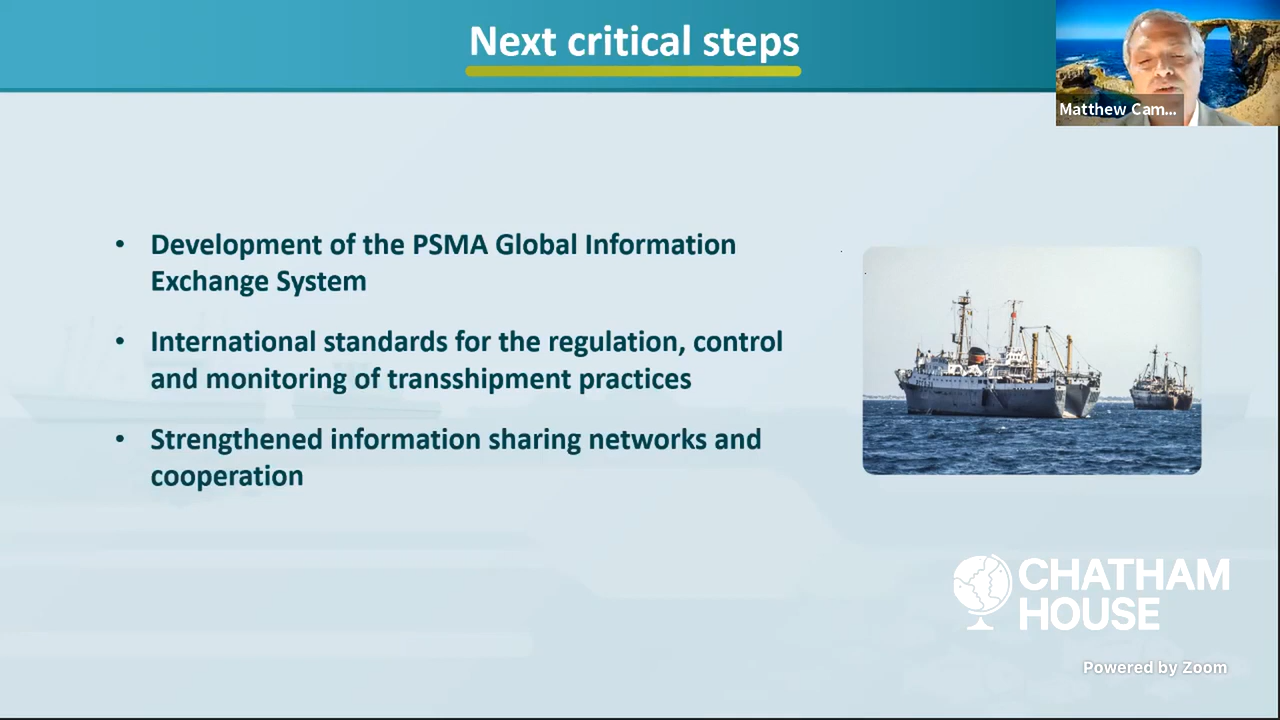 Next critical steps
Matthew Cam...
• Development of the PSMA Global Information
Exchange System
• International standards for the regulation, control
and monitoring of transshipment practices
• Strengthened information sharing networks and
cooperation
CHATHAM
HOUSE
Powered by Zoom